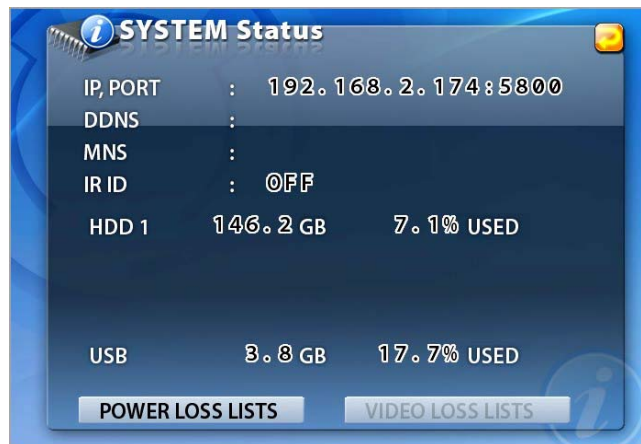 SYSTEM Status
IP, PORT : 192.168.2.174:5800
DDNS :
MNS :
IR ID : OFF
HDD 1 146.2 GB 7.1% USED
USB 3.8 GB 17.7% USED
POWER LOSS LISTS VIDEO LOSS LISTS